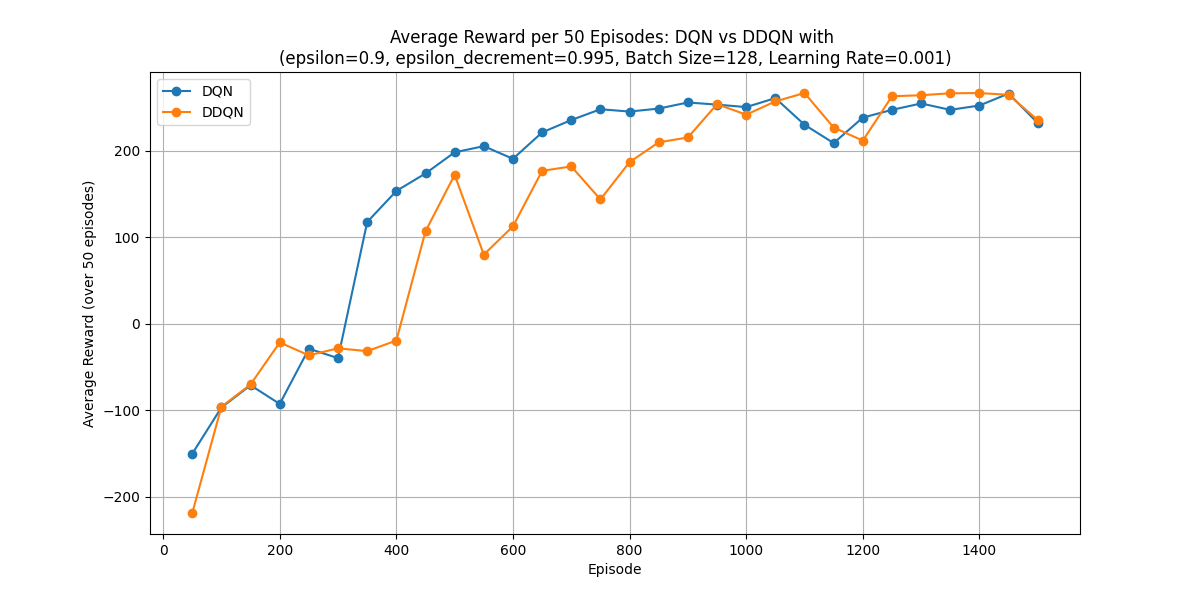 Average Reward per 50 Episodes: DQN vs DDQN with
(epsilon=0.9, epsilon_decrement=0.995, Batch Size=128, Learning Rate=0.001)
DQN
DDQN
Average Reward (over 50 episodes)
200
100
0
−100
−200
0 200 400 600 800 1000 1200 1400
Episode